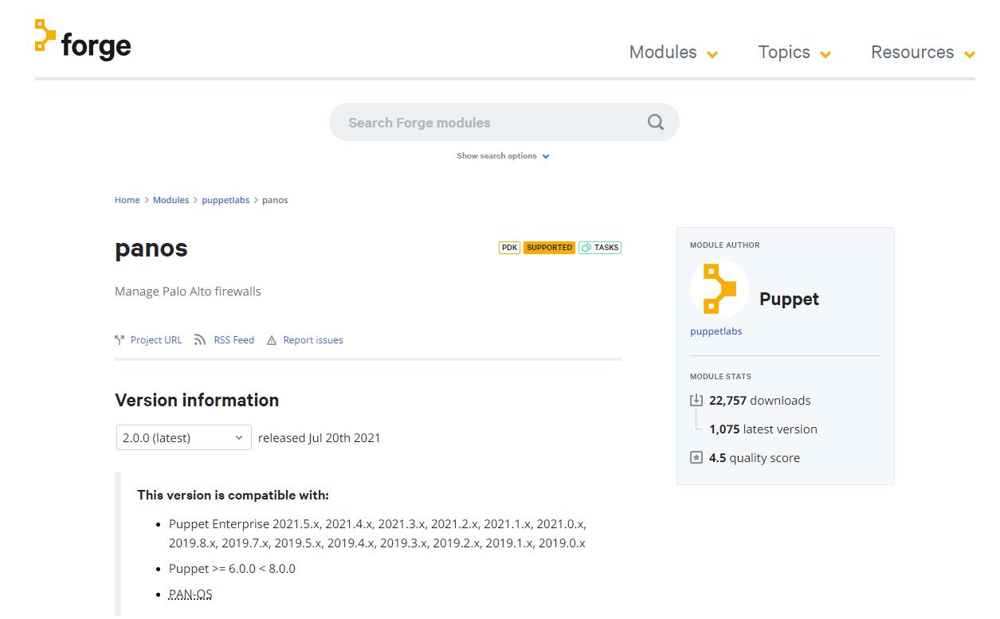 forge
Modules
Topics
Resources
Search Forge modules
Show search options
Home > Modules > puppetlabs > panos
panos
PDK SUPPORTED TASKS
Manage Palo Alto firewalls
Project URL RSS Feed Report issues
Version information
2.0.0 (latest) released Jul 20th 2021
This version is compatible with:
• Puppet Enterprise 2021.5.x, 2021.4.x, 2021.3.x, 2021.2.x, 2021.1.x, 2021.0.x,
2019.8.x, 2019.7.x, 2019.5.x, 2019.4.x, 2019.3.x, 2019.2.x, 2019.1.x, 2019.0.x
• Puppet >= 6.0.0 < 8.0.0
• PAN-OS
MODULE AUTHOR
Puppet
puppetlabs
MODULE STATS
22,757 downloads
1,075 latest version
4.5 quality score